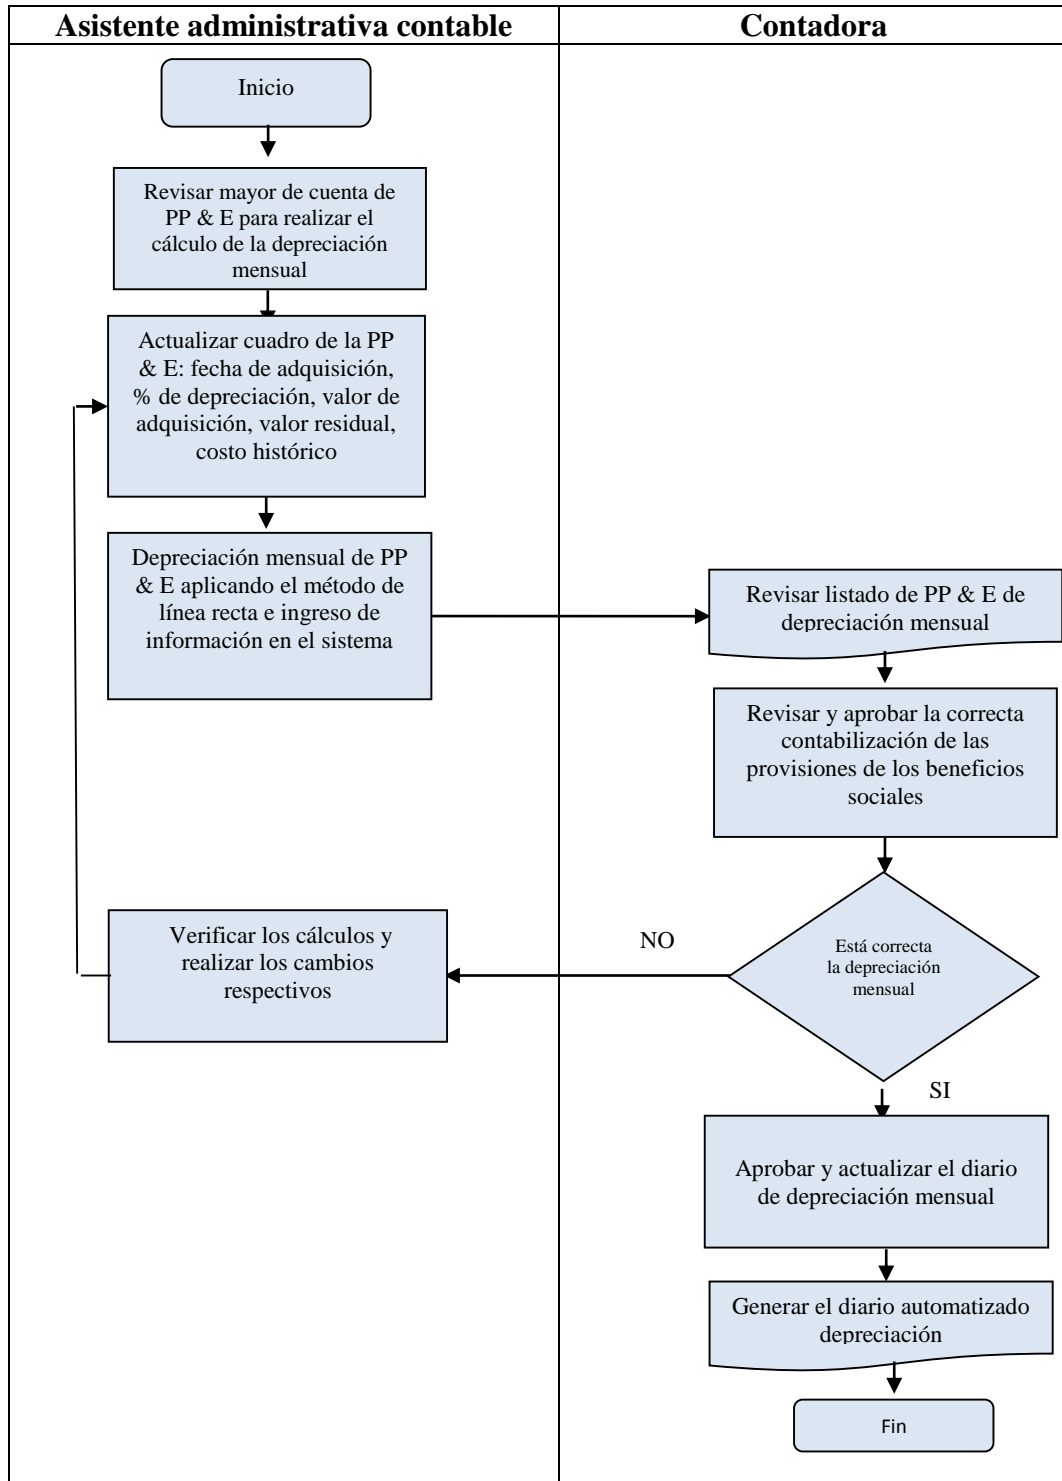 Asistente administrativa contable
Contadora
Inicio
Revisar mayor de cuenta de
PP & E para realizar el
cálculo de la depreciación
mensual
Actualizar cuadro de la PP
& E: fecha de adquisición,
% de depreciación, valor de
adquisición, valor residual,
costo histórico
Depreciación mensual de PP
& E aplicando el método de
línea recta e ingreso de
información en el sistema
Revisar listado de PP & E de
depreciación mensual
Revisar y aprobar la correcta
contabilización de las
provisiones de los beneficios
sociales
Está correcta
la depreciación
mensual
NO
Verificar los cálculos y
realizar los cambios
respectivos
SI
Aprobar y actualizar el diario
de depreciación mensual
Generar el diario automatizado
depreciación
Fin